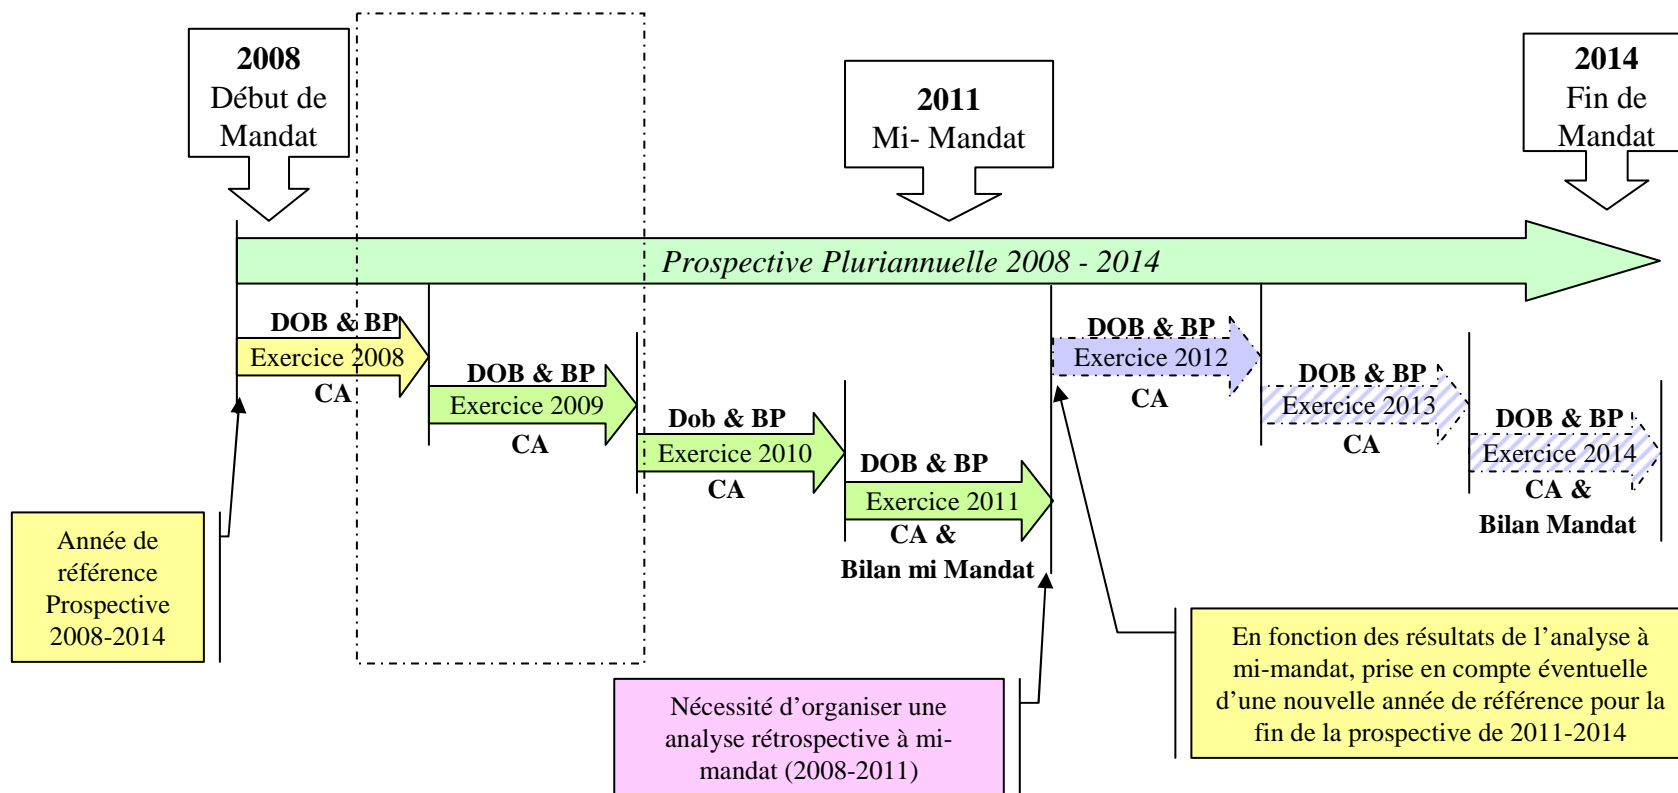 2008
Début de
Mandat
2011
Mi- Mandat
2014
Fin de
Mandat
Prospective Pluriannuelle 2008 - 2014
DOB & BP
Exercice 2008
CA
DOB & BP
Exercice 2009
CA
Dob & BP
Exercice 2010
CA
DOB & BP
Exercice 2011
CA &
Bilan mi Mandat
DOB & BP
Exercice 2012
CA
DOB & BP
Exercice 2013
CA
DOB & BP
Exercice 2014
CA &
Bilan Mandat
Année de
référence
Prospective
2008-2014
Nécessité d’organiser une
analyse rétrospective à mi-
mandat (2008-2011)
En fonction des résultats de l’analyse à
mi-mandat, prise en compte éventuelle
d’une nouvelle année de référence pour la
fin de la prospective de 2011-2014